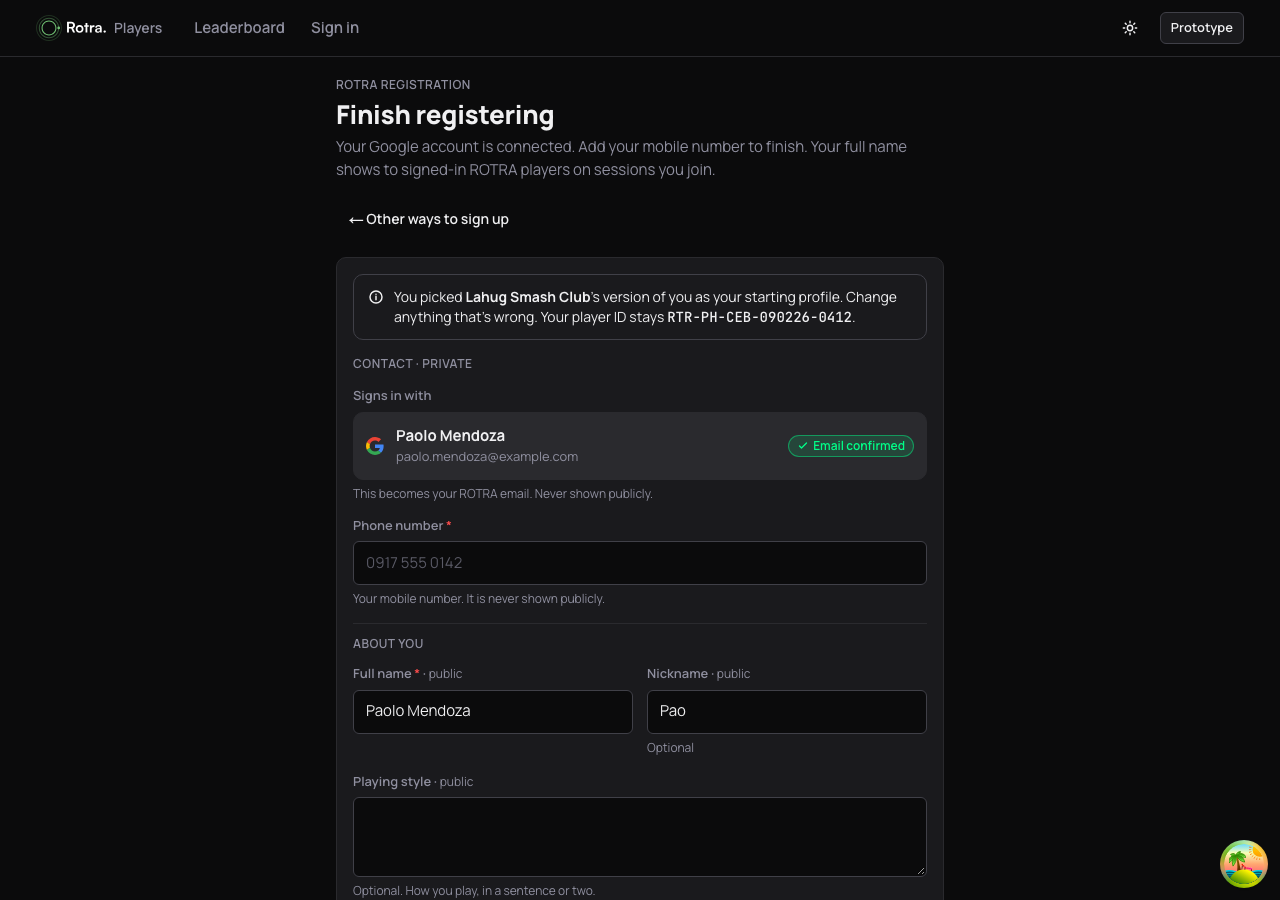 Rotra. Players Leaderboard Sign in Prototype
ROTRA REGISTRATION
Finish registering
Your Google account is connected. Add your mobile number to finish. Your full name
shows to signed-in ROTRA players on sessions you join.
← Other ways to sign up
You picked Lahug Smash Club's version of you as your starting profile. Change
anything that's wrong. Your player ID stays RTR-PH-CEB-090226-0412.
CONTACT · PRIVATE
Signs in with
Paolo Mendoza
paolo.mendoza@example.com
Email confirmed
This becomes your ROTRA email. Never shown publicly.
Phone number *
0917 555 0142
Your mobile number. It is never shown publicly.
ABOUT YOU
Full name * · public Nickname · public
Paolo Mendoza Pao
Optional
Playing style · public
Optional. How you play, in a sentence or two.